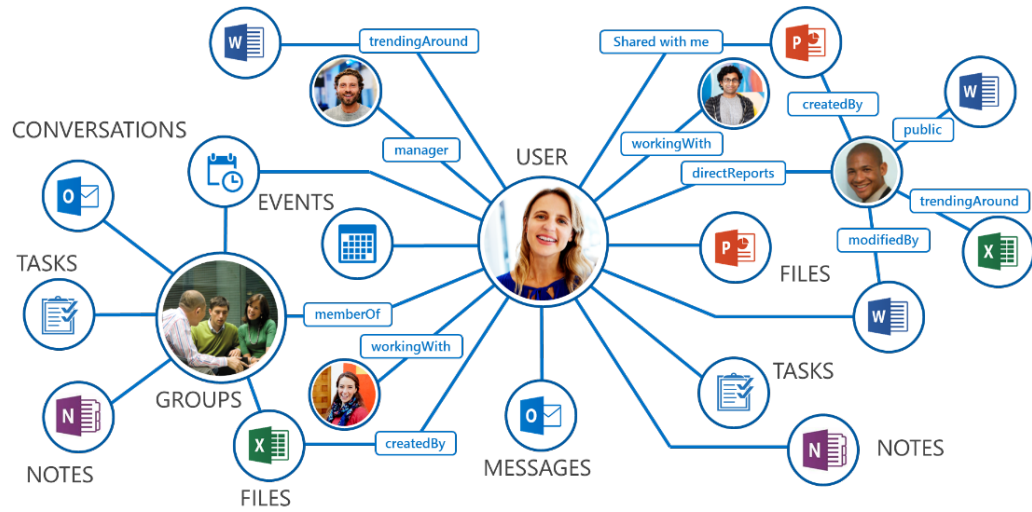 W
trendingAround
Shared with me
P
createdBy
W
public
CONVERSATIONS
manager
USER
workingWith
directReports
O
EVENTS
trendingAround
TASKS
P
FILES
modifiedBy
X
memberOf
W
workingWith
TASKS
GROUPS
N
NOTES
X
FILES
createdBy
O
MESSAGES
N
NOTES